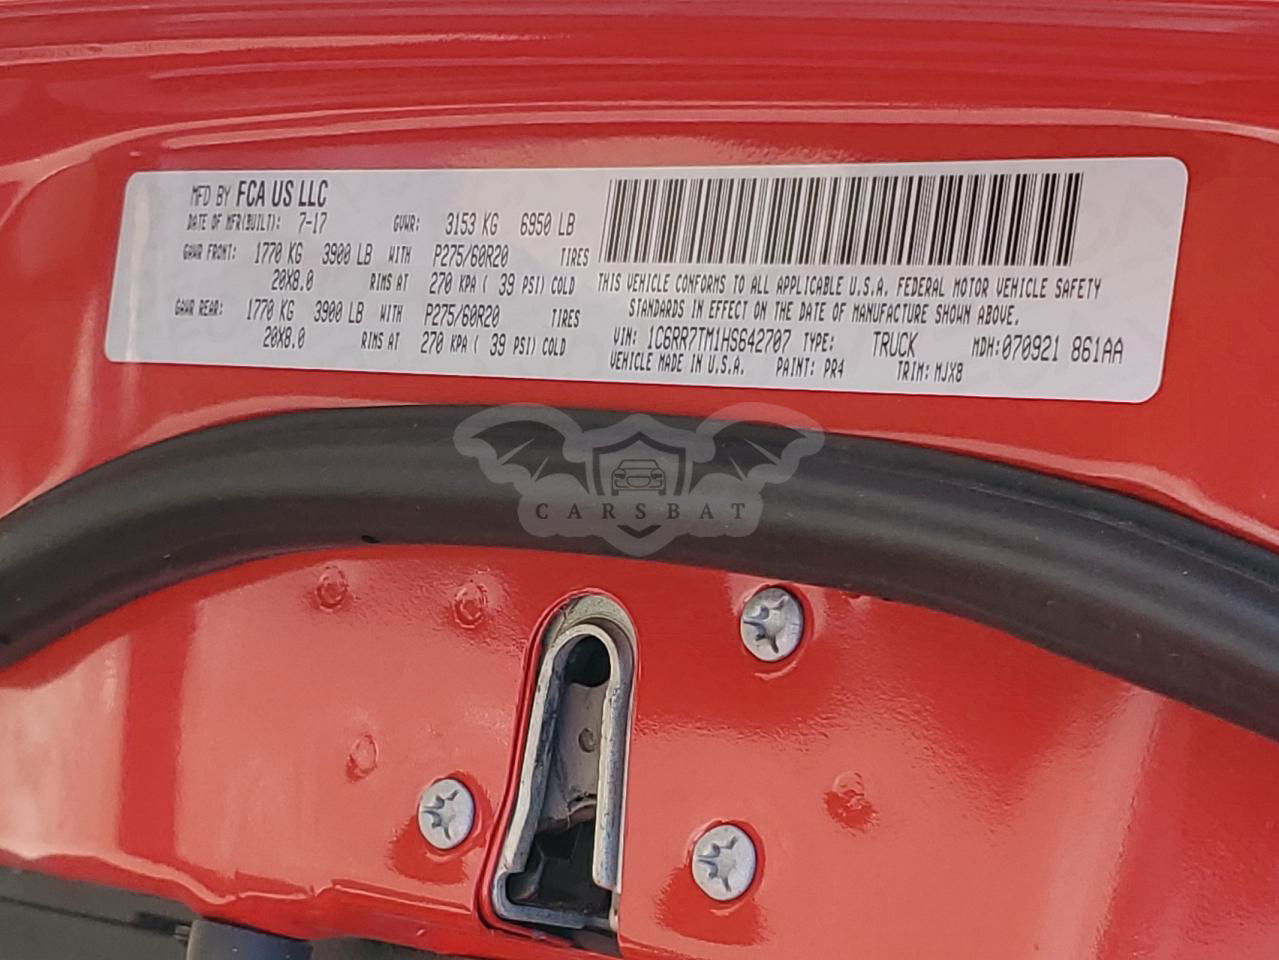 MFD BY FCA US LLC
DATE OF MFR(BUILT): 7-17 GVWR: 3153 KG 6950 LB
GAWR FRONT: 1770 KG 3900 LB WITH P275/60R20 TIRES
20X8.0 RIMS AT 270 KPA ( 39 PSI) COLD
GAWR REAR: 1770 KG 3900 LB WITH P275/60R20 TIRES
20X8.0 RIMS AT 270 KPA ( 39 PSI) COLD
THIS VEHICLE CONFORMS TO ALL APPLICABLE U.S.A. FEDERAL MOTOR VEHICLE SAFETY
STANDARDS IN EFFECT ON THE DATE OF MANUFACTURE SHOWN ABOVE.
VIN: 1C6RR7TM1HS642707 TYPE: TRUCK MDH:070921 861AA
VEHICLE MADE IN U.S.A. PAINT: PR4 TRIM: MJX8
CARSBAT